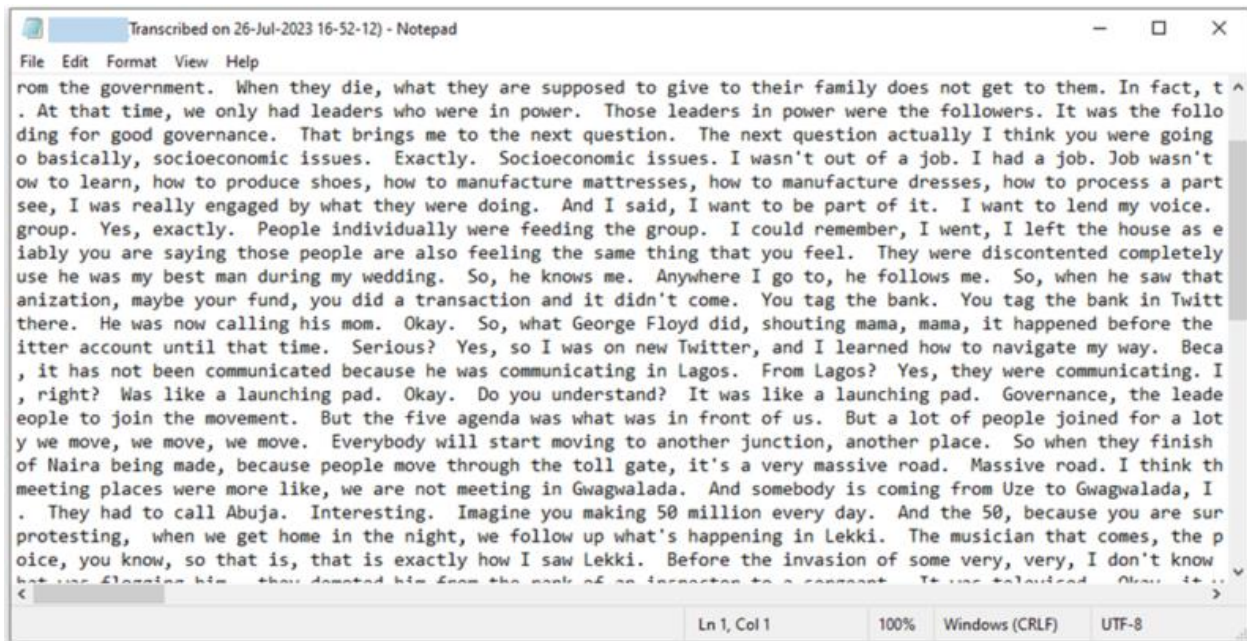 Transcribed on 26-Jul-2023 16-52-12) - Notepad
File Edit Format View Help
rom the government.  When they die, what they are supposed to give to their family does not get to them. In fact, t
. At that time, we only had leaders who were in power.  Those leaders in power were the followers. It was the follo
ding for good governance.  That brings me to the next question.  The next question actually I think you were going
o basically, socioeconomic issues.  Exactly.  Socioeconomic issues. I wasn't out of a job. I had a job. Job wasn't
ow to learn, how to produce shoes, how to manufacture mattresses, how to manufacture dresses, how to process a part
see, I was really engaged by what they were doing.  And I said, I want to be part of it.  I want to lend my voice.
group.  Yes, exactly.  People individually were feeding the group.  I could remember, I went, I left the house as e
iably you are saying those people are also feeling the same thing that you feel.  They were discontented completely
use he was my best man during my wedding.  So, he knows me.  Anywhere I go to, he follows me.  So, when he saw that
anization, maybe your fund, you did a transaction and it didn't come.  You tag the bank.  You tag the bank in Twitt
there.  He was now calling his mom.  Okay.  So, what George Floyd did, shouting mama, mama, it happened before the
itter account until that time.  Serious?  Yes, so I was on new Twitter, and I learned how to navigate my way.  Beca
, it has not been communicated because he was communicating in Lagos.  From Lagos?  Yes, they were communicating. I
, right?  Was like a launching pad.  Okay.  Do you understand?  It was like a launching pad.  Governance, the leade
eople to join the movement.  But the five agenda was what was in front of us.  But a lot of people joined for a lot
y we move, we move, we move.  Everybody will start moving to another junction, another place.  So when they finish
of Naira being made, because people move through the toll gate, it's a very massive road.  Massive road. I think th
meeting places were more like, we are not meeting in Gwagwalada.  And somebody is coming from Uze to Gwagwalada, I
.  They had to call Abuja.  Interesting.  Imagine you making 50 million every day.  And the 50, because you are sur
protesting,  when we get home in the night, we follow up what's happening in Lekki.  The musician that comes, the p
oice, you know, so that is, that is exactly how I saw Lekki.  Before the invasion of some very, very, I don't know
him they demoted him from the rank of an inspector to a sergeant. It was televised. Okay, it
Ln 1, Col 1 100% Windows (CRLF) UTF-8